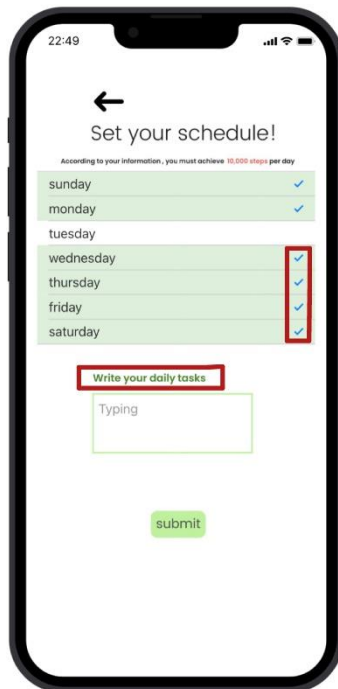 22:49
Set your schedule!
According to your information , you must achieve 10,000 steps per day
sunday
monday
tuesday
wednesday
thursday
friday
saturday
Write your daily tasks
Typing
submit